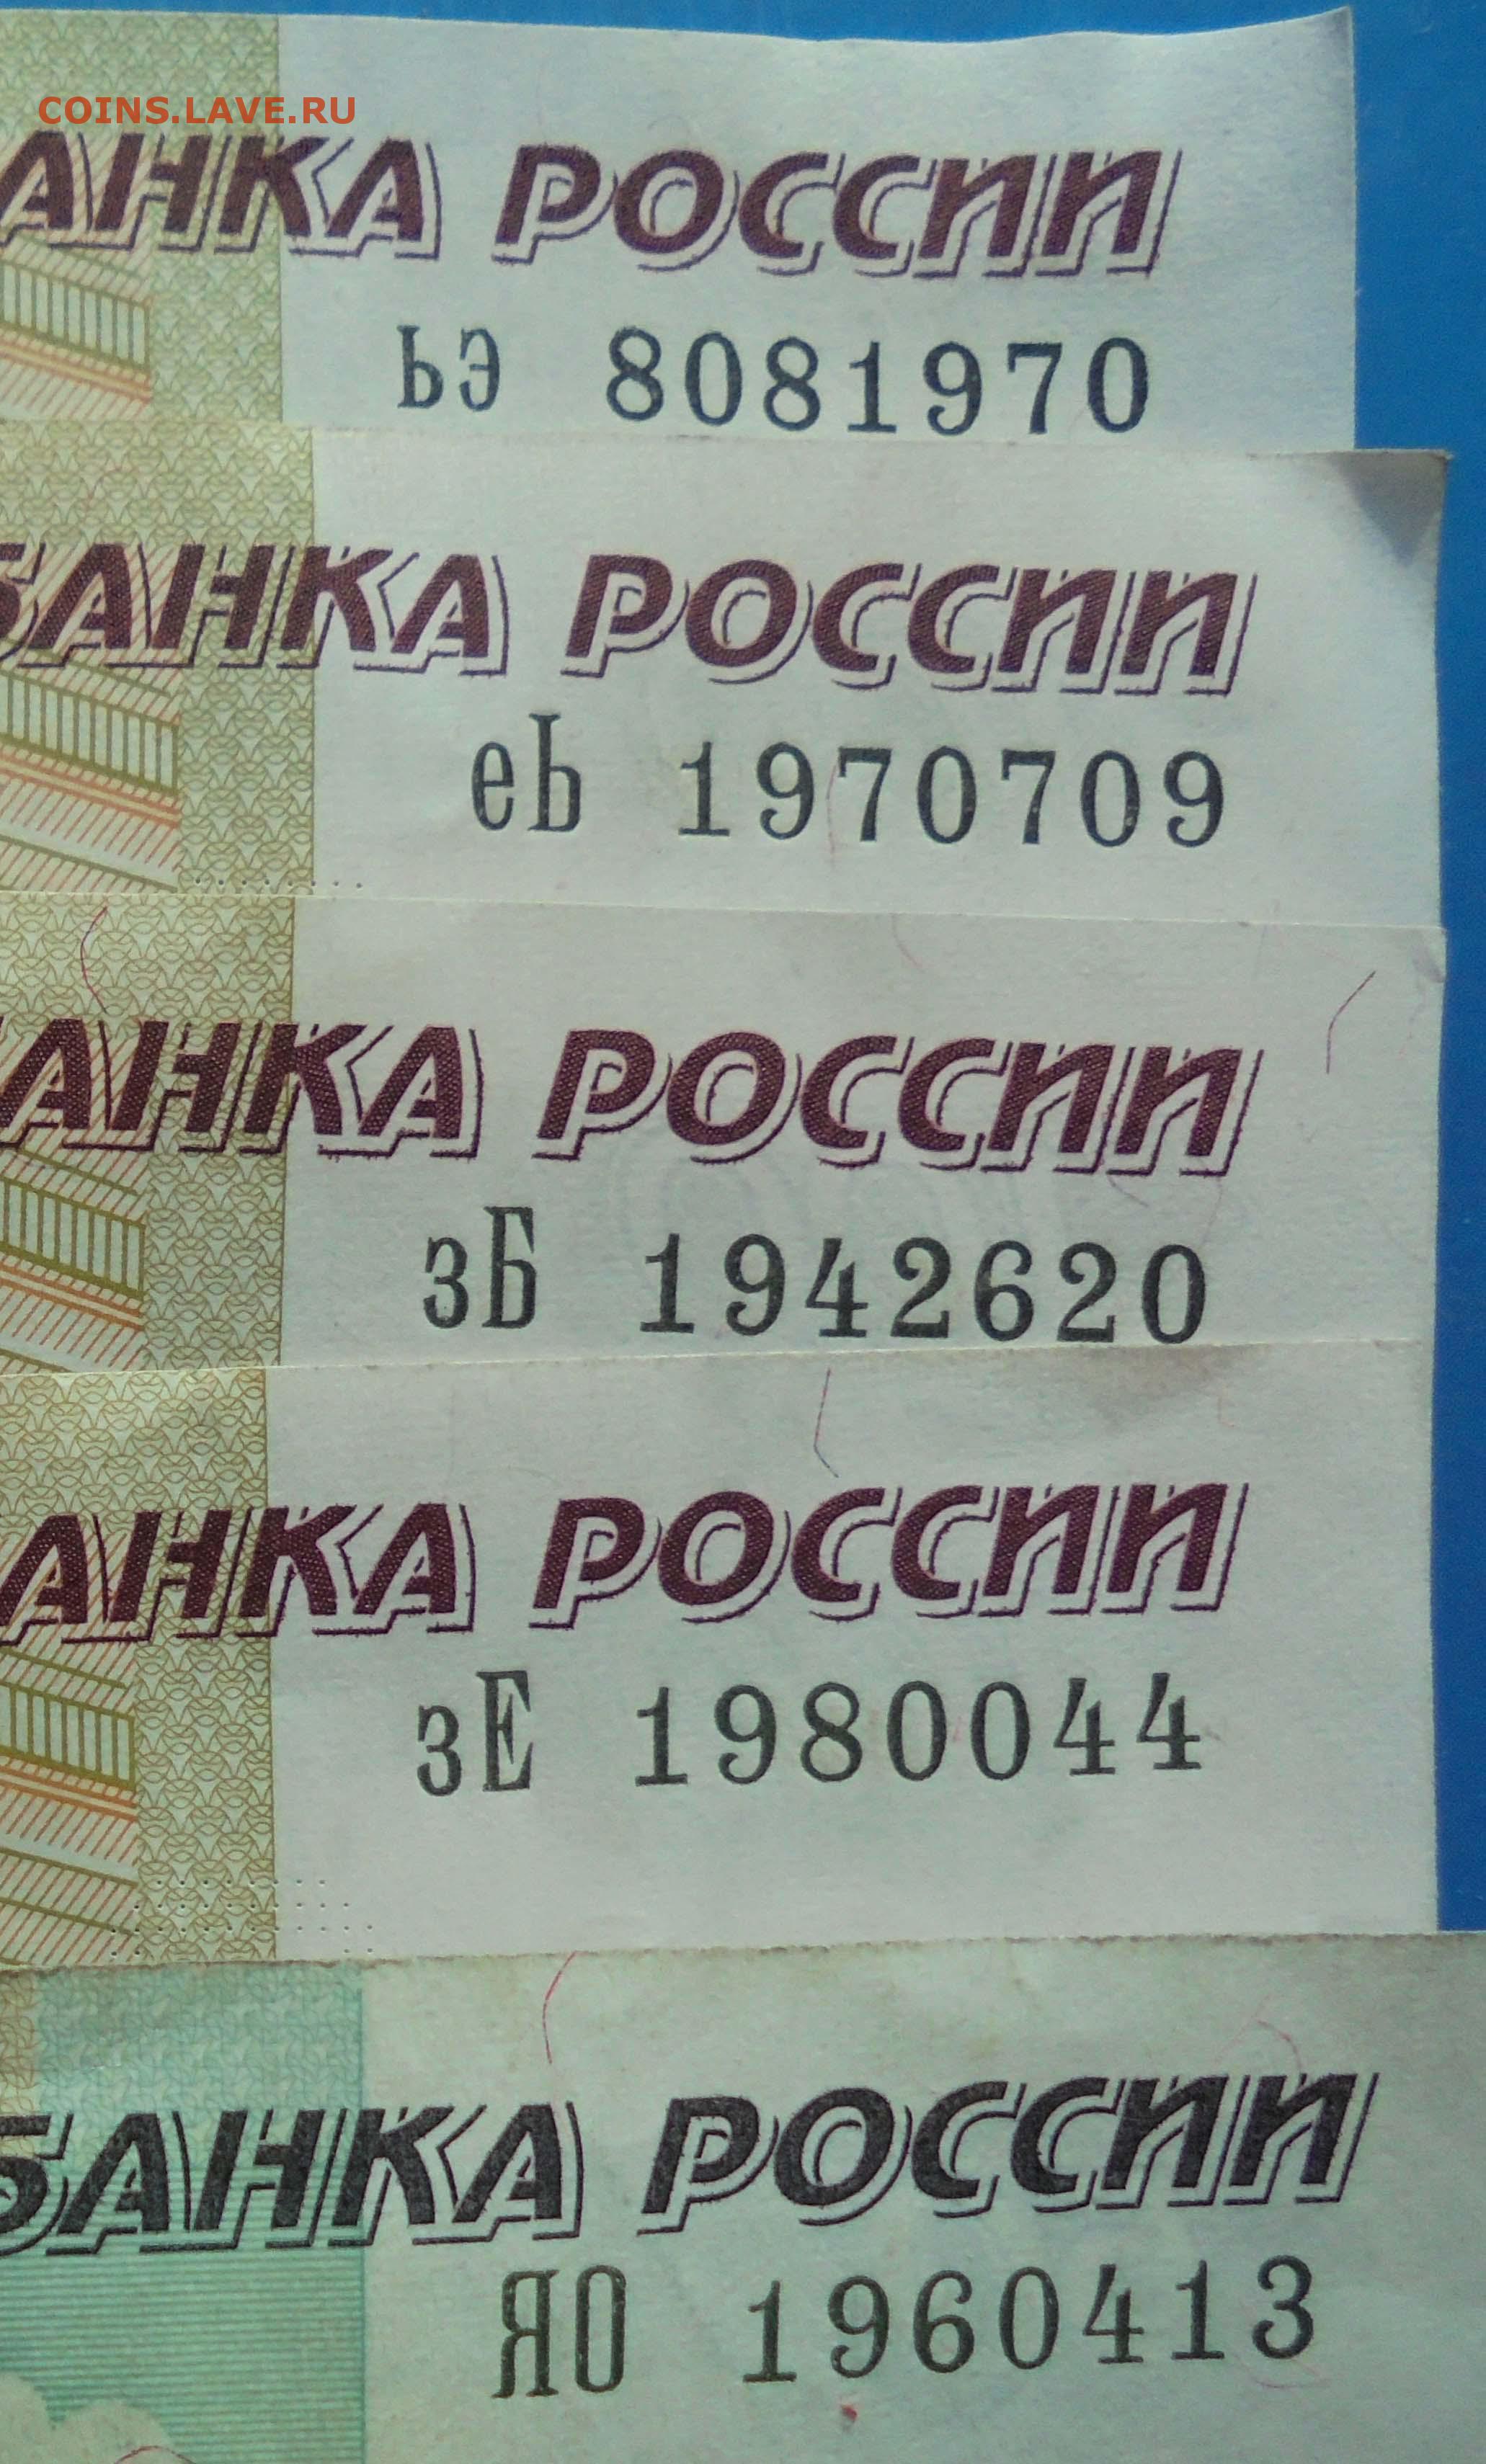 COINS.LAVE.RU
АНКА РОССИИ
ьэ 8081970
БАНКА РОССИИ
еЬ 1970709
АНКА РОССИИ
зБ 1942620
АНКА РОССИИ
зЕ 1980044
БАНКА РОССИИ
ЯО 1960413